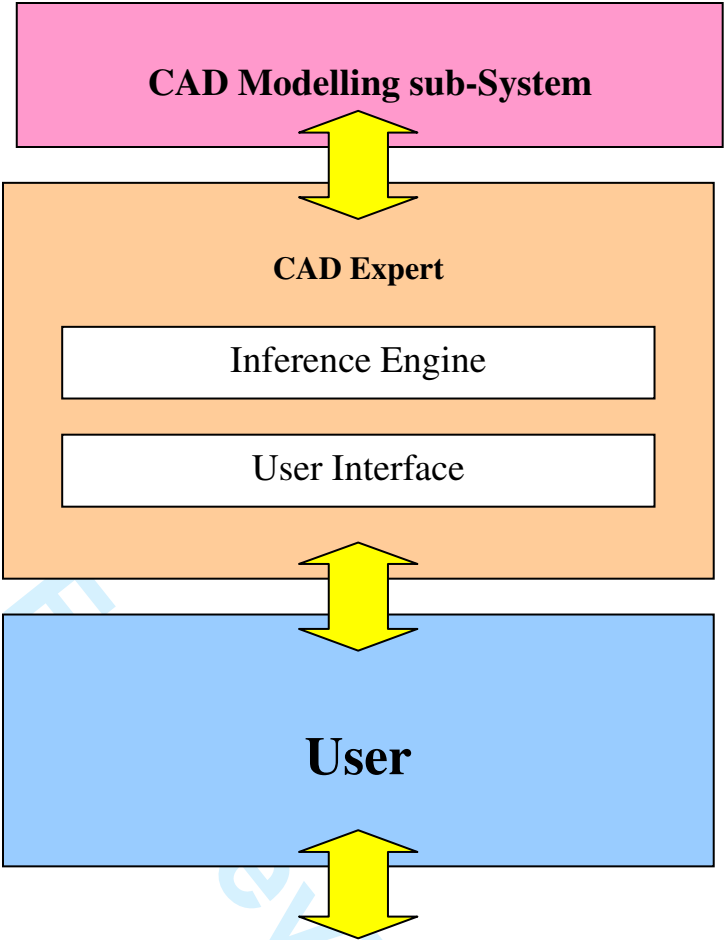 CAD Modelling sub-System
CAD Expert
Inference Engine
User Interface
User